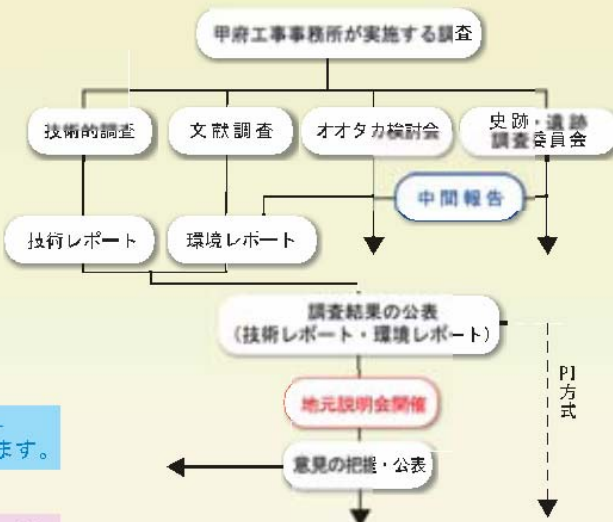 甲府工事事務所が実施する調査
技術的調査
文献調査
オオタカ検討会
史跡・遺跡
調査委員会
中間報告
技術レポート
環境レポート
調査結果の公表
(技術レポート・環境レポート)
PI方式
地元説明会開催
ます。
意見の把握・公表